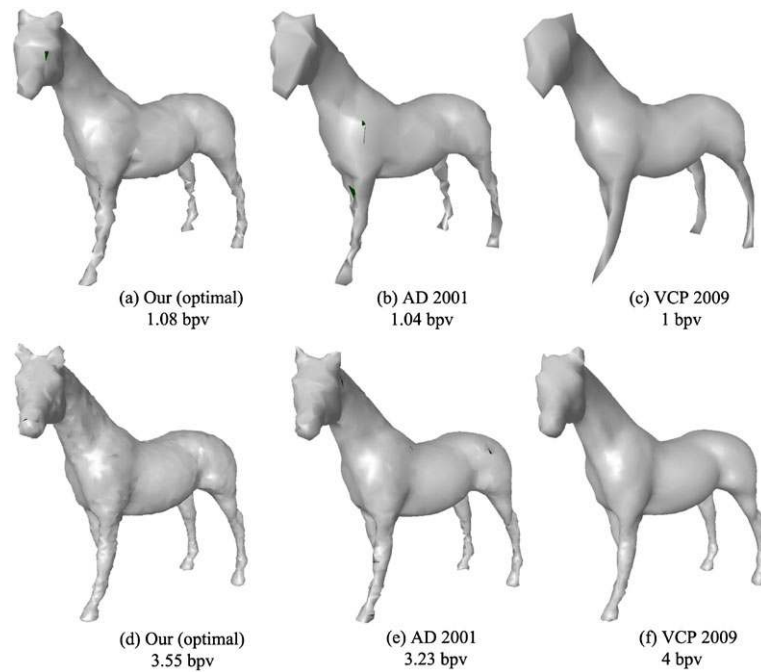 (a) Our (optimal)
1.08 bpv
(b) AD 2001
1.04 bpv
(c) VCP 2009
1 bpv
(d) Our (optimal)
3.55 bpv
(e) AD 2001
3.23 bpv
(f) VCP 2009
4 bpv